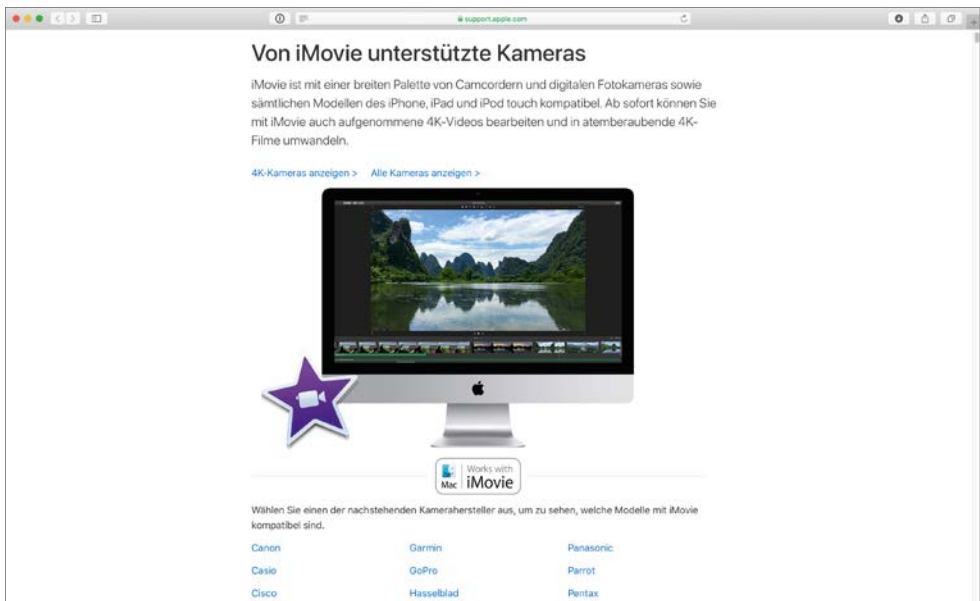 support.apple.com
Von iMovie unterstützte Kameras
iMovie ist mit einer breiten Palette von Camcordern und digitalen Fotokameras sowie
sämtlichen Modellen des iPhone, iPad und iPod touch kompatibel. Ab sofort können Sie
mit iMovie auch aufgenommene 4K-Videos bearbeiten und in atemberaubende 4K-
Filme umwandeln.
4K-Kameras anzeigen > Alle Kameras anzeigen >
Works with
Mac iMovie
Wählen Sie einen der nachstehenden Kamerahersteller aus, um zu sehen, welche Modelle mit iMovie
kompatibel sind.
Canon Garmin Panasonic
Casio GoPro Parrot
Cisco Hasselblad Pentax